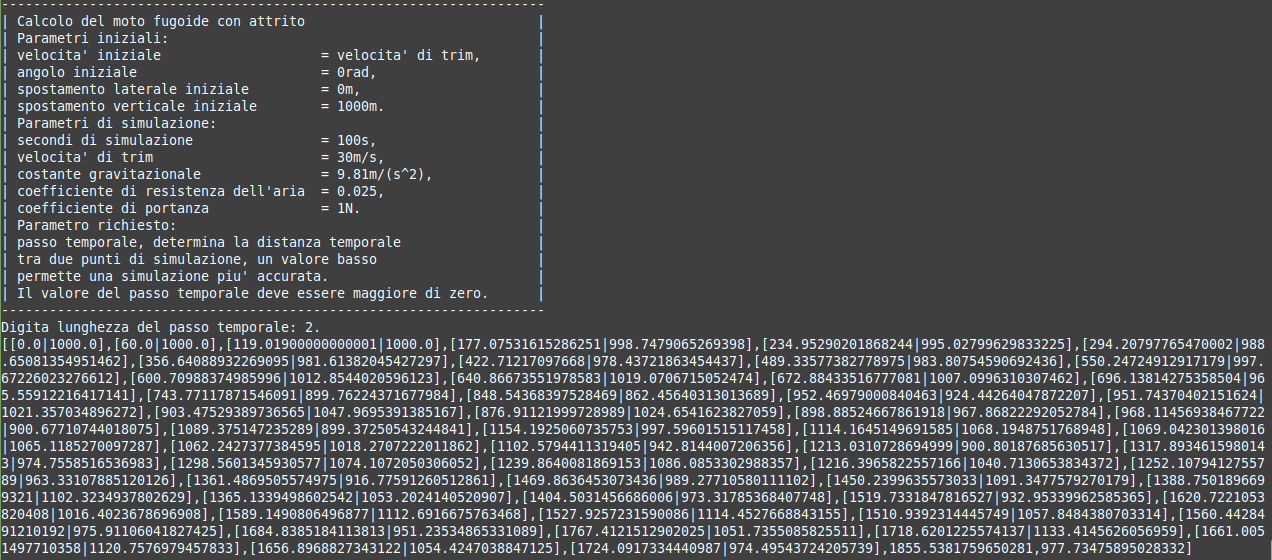 -----------------------------------------------------------------
| Calcolo del moto fugoide con attrito |
| Parametri iniziali: |
| velocita' iniziale = velocita' di trim, |
| angolo iniziale = 0rad, |
| spostamento laterale iniziale = 0m, |
| spostamento verticale iniziale = 1000m. |
| Parametri di simulazione: |
| secondi di simulazione = 100s, |
| velocita' di trim = 30m/s, |
| costante gravitazionale = 9.81m/(s^2), |
| coefficiente di resistenza dell'aria = 0.025, |
| coefficiente di portanza = 1N. |
| Parametro richiesto: |
| passo temporale, determina la distanza temporale |
| tra due punti di simulazione, un valore basso |
| permette una simulazione piu' accurata. |
| Il valore del passo temporale deve essere maggiore di zero. |
-----------------------------------------------------------------
Digita lunghezza del passo temporale: 2.
[[0.0|1000.0],[60.0|1000.0],[119.01900000000001|1000.0],[177.07531615286251|998.7479065269398],[234.95290201868244|995.02799629833225],[294.20797765470002|988
.65081354951462],[356.64088932269095|981.61382045427297],[422.71217097668|978.43721863454437],[489.33577382778975|983.80754590692436],[550.24724912917179|997.
67226023276612],[600.70988374985996|1012.8544020596123],[640.86673551978583|1019.0706715052474],[672.88433516777081|1007.0996310307462],[696.13814275358504|96
5.55912216417141],[743.77117871546091|899.76224371677984],[848.54368397528469|862.45640313013689],[952.46979000840463|924.44264047872207],[951.74370402151624|
1021.357034896272],[903.47529389736565|1047.9695391385167],[876.91121999728989|1024.6541623827059],[898.88524667861918|967.86822292052784],[968.11456938467722
|900.67710744018075],[1089.375147235289|899.37250543244841],[1154.1925060735753|997.59601515117458],[1114.1645149691585|1068.1948751768948],[1069.042301398016
|1065.1185270097287],[1062.2427377384595|1018.2707222011862],[1102.5794411319405|942.8144007206356],[1213.0310728694999|900.80187685630517],[1317.893461598014
3|974.7558516536983],[1298.5601345930577|1074.1072050306052],[1239.8640081869153|1086.0853302988357],[1216.3965822557166|1040.7130653834372],[1252.10794127557
89|963.33107885120126],[1361.4869505574975|916.77591260512861],[1469.8636453073436|989.27710580111102],[1450.2399635573033|1091.3477579270179],[1388.750189669
9321|1102.3234937802629],[1365.1339498602542|1053.2024140520907],[1404.5031456686006|973.31785368407748],[1519.7331847816527|932.95339962585365],[1620.7221053
820408|1016.4023678696908],[1589.1490806496877|1112.6916675763468],[1527.9257231590086|1114.4527668843155],[1510.9392314445749|1057.8484380703314],[1560.44284
91210192|975.91106041827425],[1684.8385184113813|951.23534865331089],[1767.4121512902025|1051.7355085825511],[1718.6201225574137|1133.4145626056959],[1661.005
1497710358|1120.7576979457833],[1656.8968827343122|1054.4247038847125],[1724.0917334440987|974.49543724205739],1855.5381759650281,977.73475895028332]